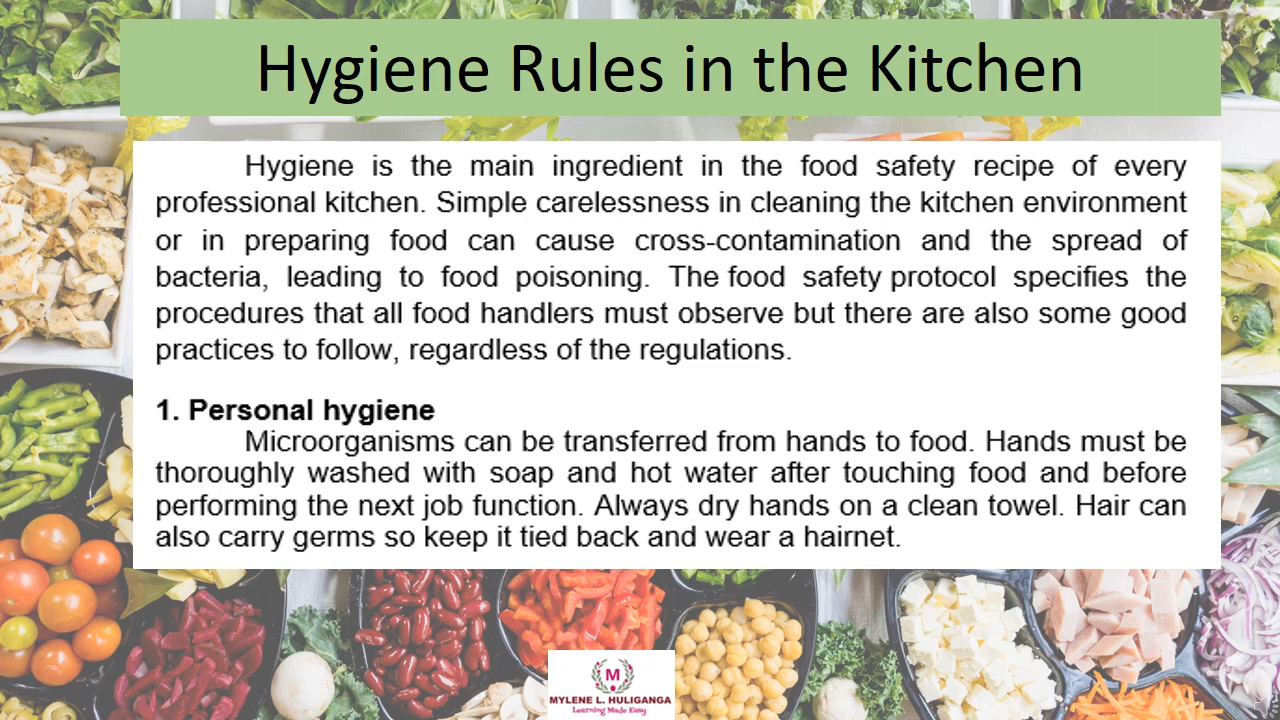 Hygiene Rules in the Kitchen
Hygiene is the main ingredient in the food safety recipe of every
professional kitchen. Simple carelessness in cleaning the kitchen environment
or in preparing food can cause cross-contamination and the spread of
bacteria, leading to food poisoning. The food safety protocol specifies the
procedures that all food handlers must observe but there are also some good
practices to follow, regardless of the regulations.
1. Personal hygiene
Microorganisms can be transferred from hands to food. Hands must be
thoroughly washed with soap and hot water after touching food and before
performing the next job function. Always dry hands on a clean towel. Hair can
also carry germs so keep it tied back and wear a hairnet.
M
MYLENE L. HULIGANGA
Learning Made Easy